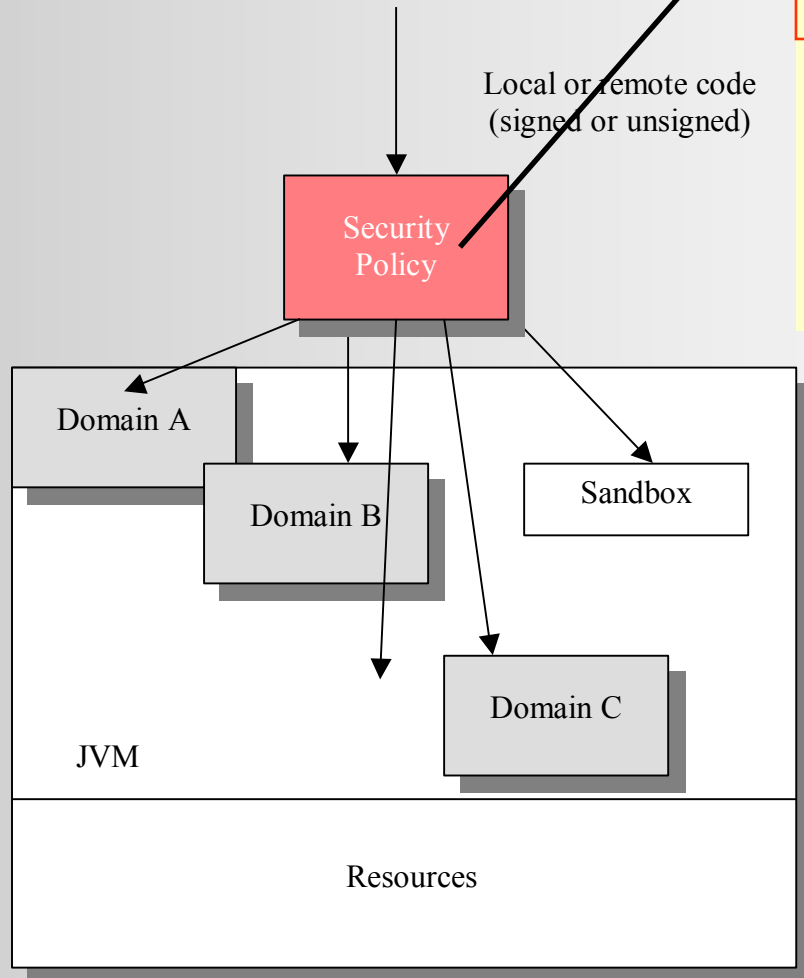 Local or remote code
(signed or unsigned)
Security
Policy
Domain A
Domain B
Sandbox
Domain C
JVM
Resources